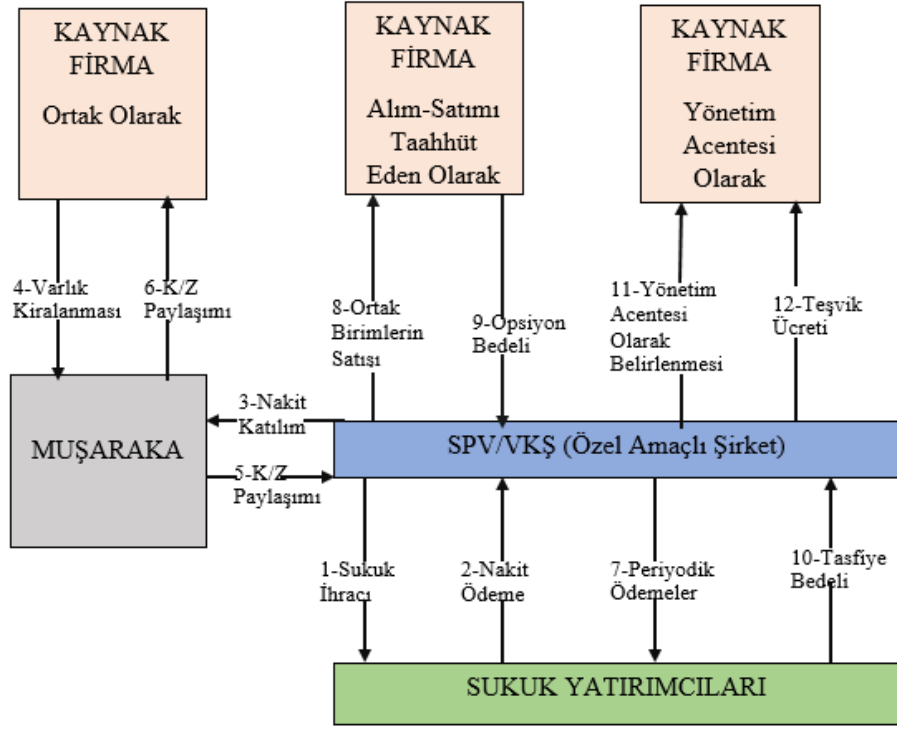 KAYNAK
FİRMA
Ortak Olarak
KAYNAK
FİRMA
Alım-Satımı
Taahhüt
Eden Olarak
KAYNAK
FİRMA
Yönetim
Acentesi
Olarak
4-Varlık
Kiralanması
6-K/Z
Paylaşımı
8-Ortak
Birimlerin
Satışı
9-Opsiyon
Bedeli
11-Yönetim
Acentesi
Olarak
Belirlenmesi
12-Teşvik
Ücreti
MUŞARAKA
3-Nakit
Katılım
5-K/Z
Paylaşımı
SPV/VKŞ (Özel Amaçlı Şirket)
1-Sukuk
İhracı
2-Nakit
Ödeme
7-Periyodik
Ödemeler
10-Tasfiye
Bedeli
SUKUK YATIRIMCILARI